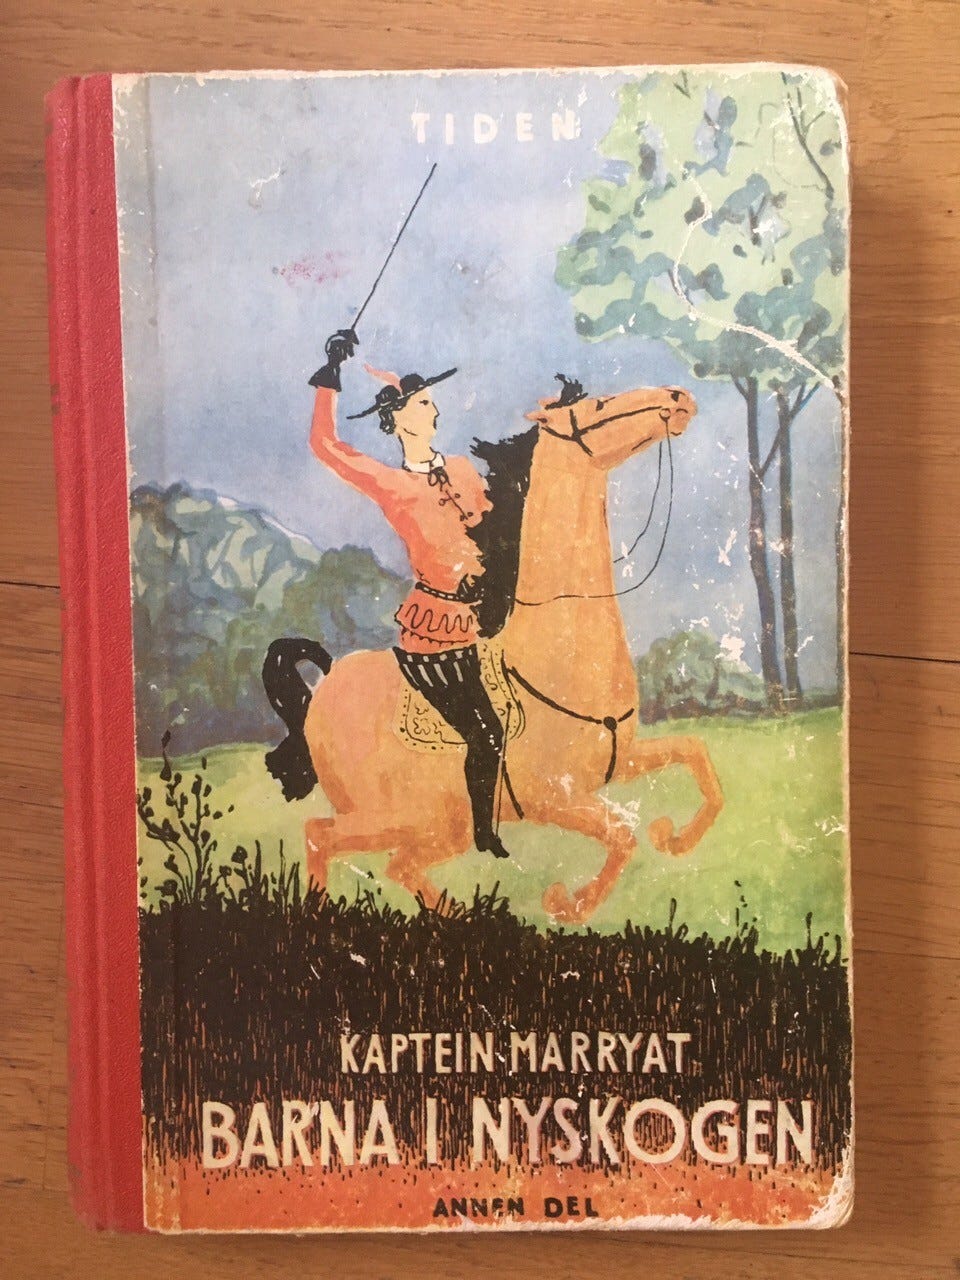 TIDEN
KAPTEIN MARRYAT
BARNA I NYSKOGEN
ANNEN DEL